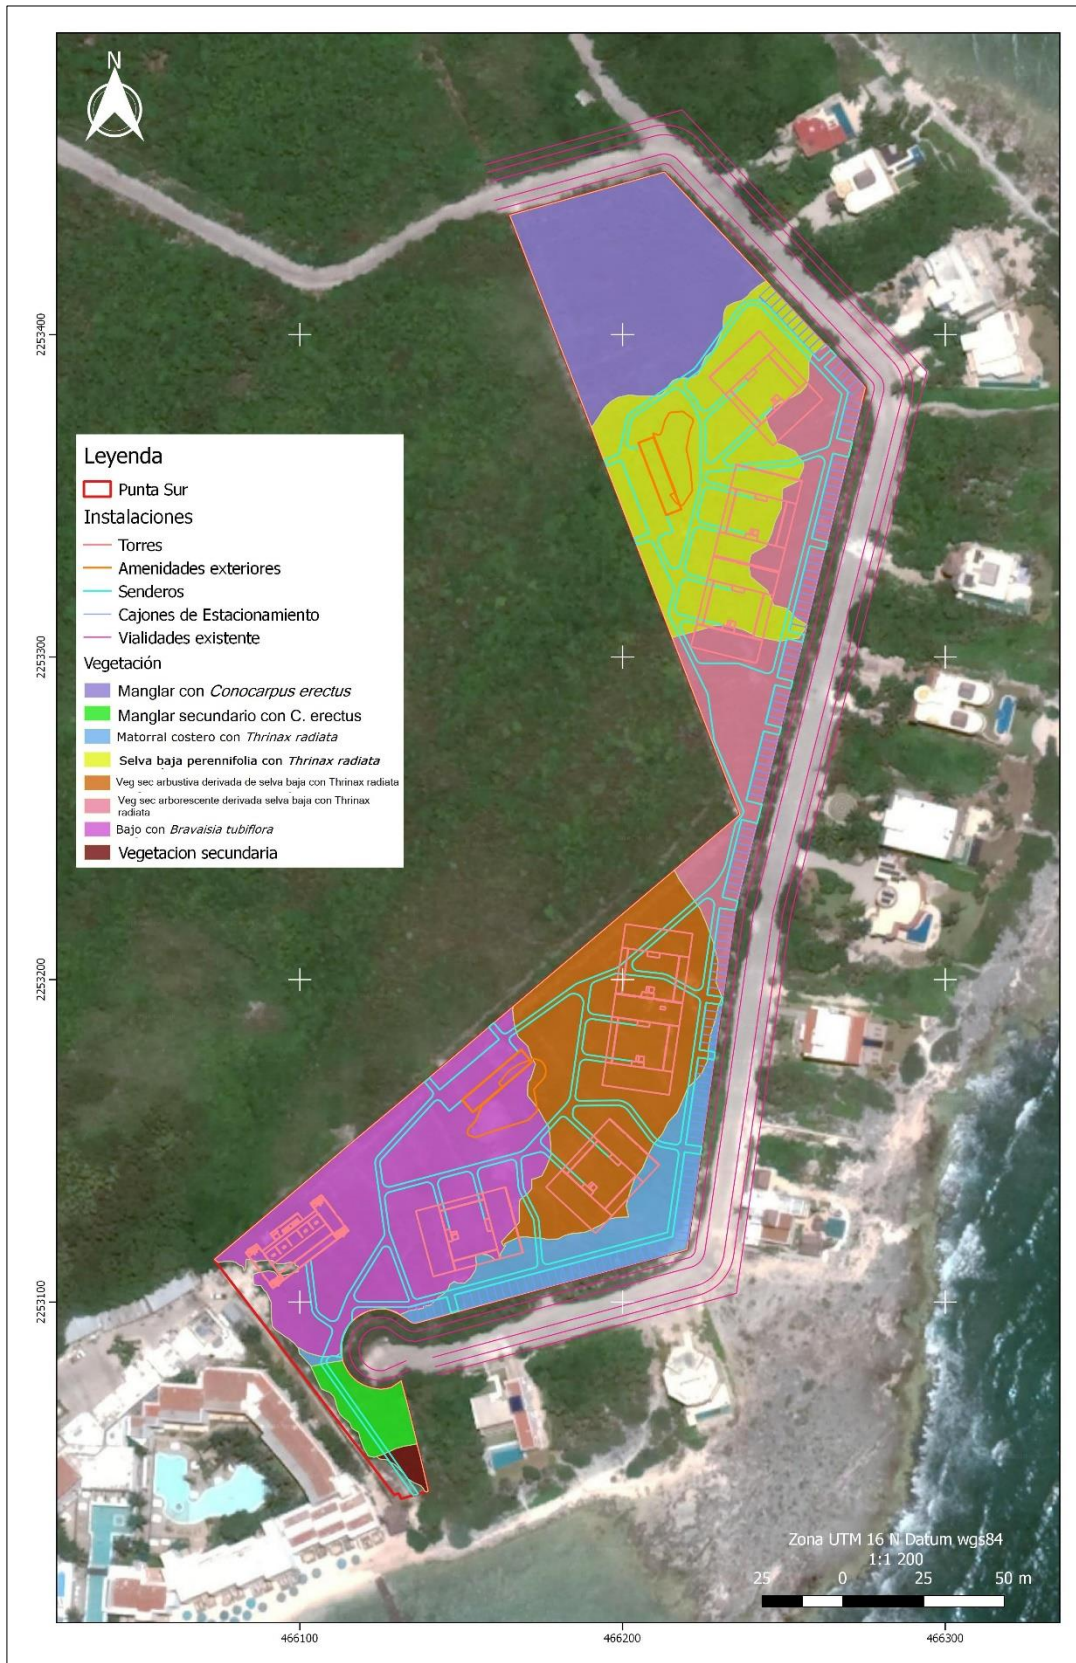 N
2253400
2253300
2253200
2253100
Leyenda
Punta Sur
Instalaciones
Torres
Amenidades exteriores
Senderos
Cajones de Estacionamiento
Vialidades existente
Vegetación
Manglar con Conocarpus erectus
Manglar secundario con C. erectus
Matorral costero con Thrinax radiata
Selva baja perennifolia con Thrinax radiata
Veg sec arbustiva derivada de selva baja con Thrinax radiata
Veg sec arborescente derivada selva baja con Thrinax
radiata
Bajo con Bravaisia tubiflora
Vegetacion secundaria
Zona UTM 16 N Datum wgs84
1:1 200
25 0 25 50 m
466100 466200 466300